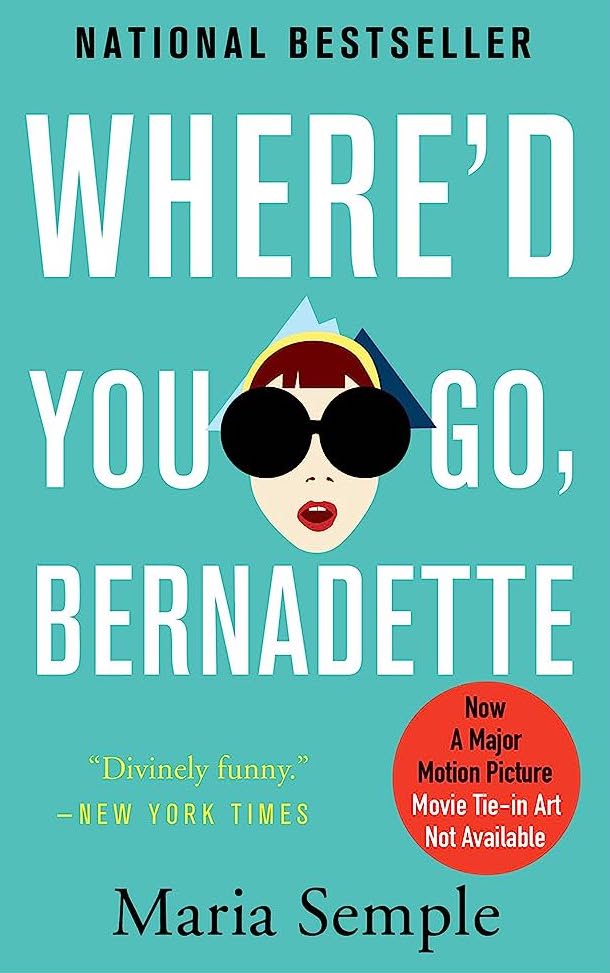 NATIONAL BESTSELLER
WHERE'D
YOU GO,
BERNADETTE
“Divinely funny.”
–NEW YORK TIMES
Now
A Major
Motion Picture
Movie Tie-in Art
Not Available
Maria Semple